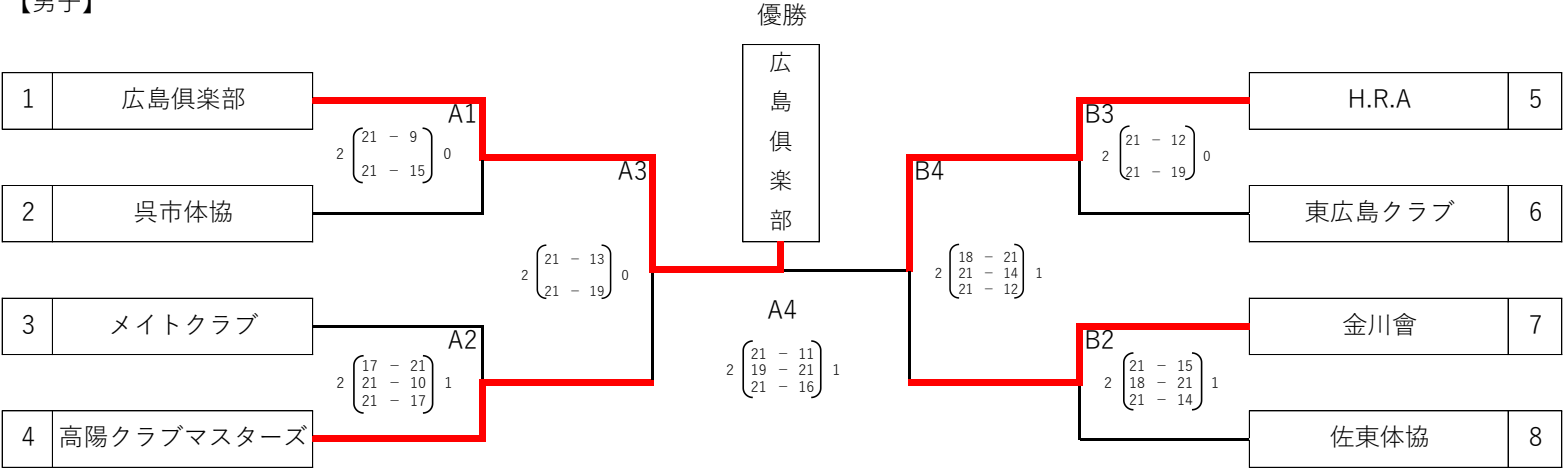 【男子】
優勝
広島俱楽部
1 広島俱楽部
A1
2 21 － 9 0
21 － 15
2 呉市体協
A3
2 21 － 13 0
21 － 19
3 メイトクラブ
A2
2 17 － 21 1
21 － 10
21 － 17
4 高陽クラブマスターズ
A4
2 21 － 11 1
19 － 21
21 － 16
H.R.A 5
B3
2 21 － 12 0
21 － 19
東広島クラブ 6
B4
2 18 － 21 1
21 － 14
21 － 12
金川會 7
B2
2 21 － 15 1
18 － 21
21 － 14
佐東体協 8